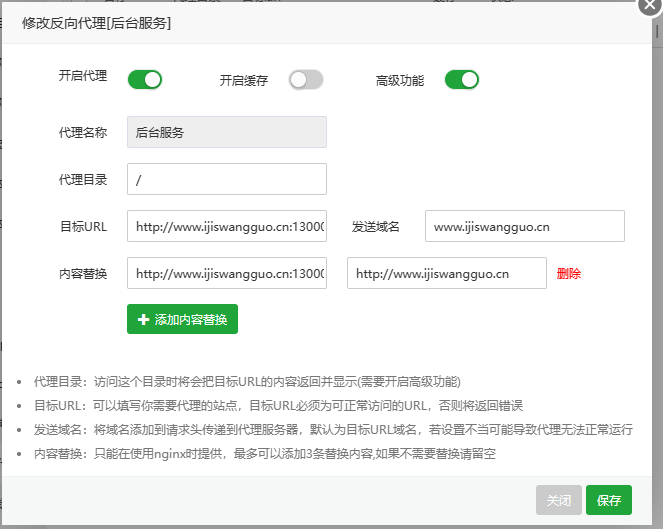 修改反向代理[后台服务]
开启代理 开启缓存 高级功能
代理名称 后台服务
代理目录 /
目标URL http://www.ijiswangguo.cn:1300 发送域名 www.ijiswangguo.cn
内容替换 http://www.ijiswangguo.cn:1300 http://www.ijiswangguo.cn 删除
添加内容替换
代理目录：访问这个目录时将会把目标URL的内容返回并显示(需要开启高级功能)
目标URL：可以填写你需要代理的站点，目标URL必须为可正常访问的URL，否则将返回错误
发送域名：将域名添加到请求头传递到代理服务器，默认为目标URL域名，若设置不当可能导致代理无法正常运行
内容替换：只能在使用nginx时提供，最多可以添加3条替换内容,如果不需要替换请留空
关闭 保存